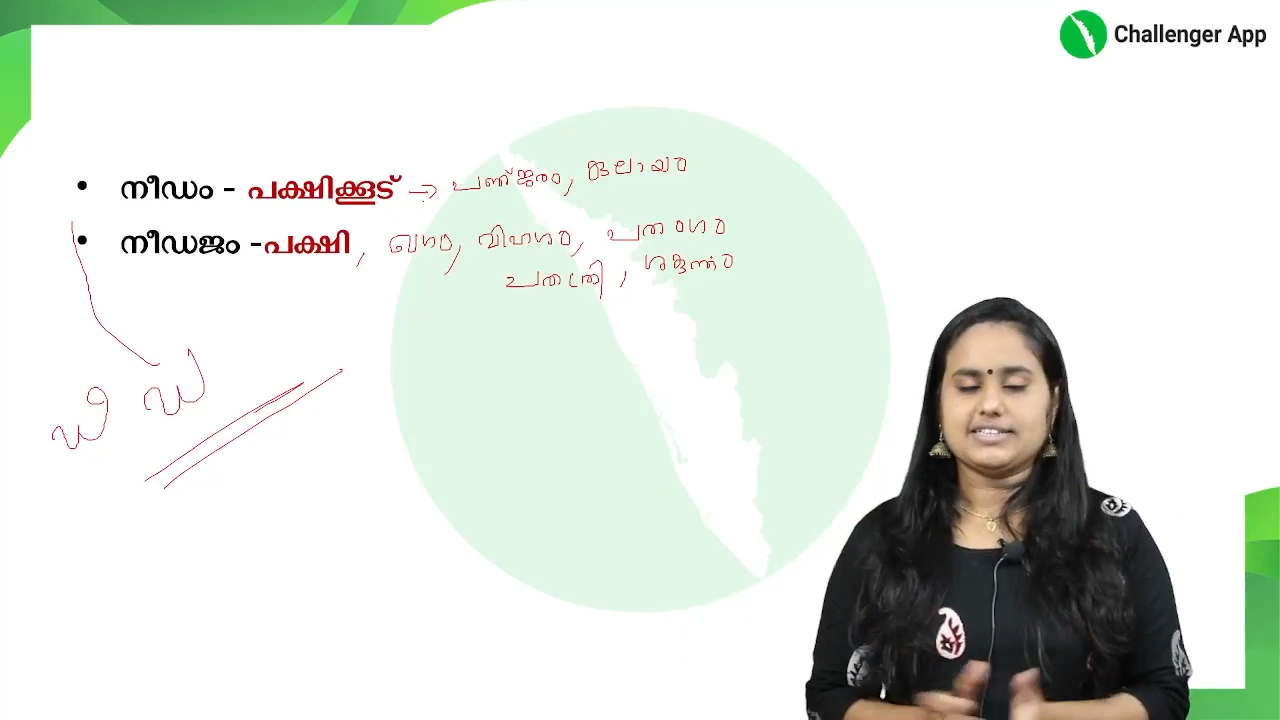 Challenger App
• നീഡം - പക്ഷിക്കൂട് → പഞ്ജരം, കുലായം
• നീഡജം -പക്ഷി, ഖഗം, വിഹഗം, പതംഗം
പതത്രി, ശകുന്തം
ഡ